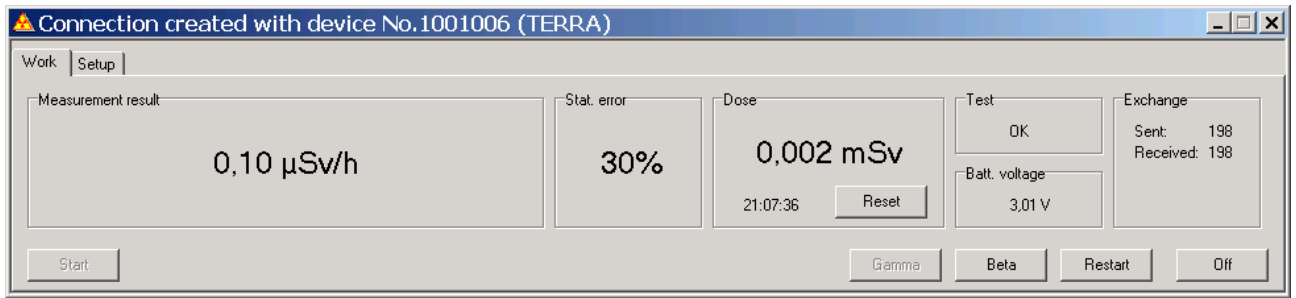 Connection created with device No.1001006 (TERRA)
Work Setup
Measurement result
0,10 µSv/h
Stat. error
30%
Dose
0,002 mSv
21:07:36 Reset
Test
OK
Batt. voltage
3,01 V
Exchange
Sent: 198
Received: 198
Start Gamma Beta Restart Off